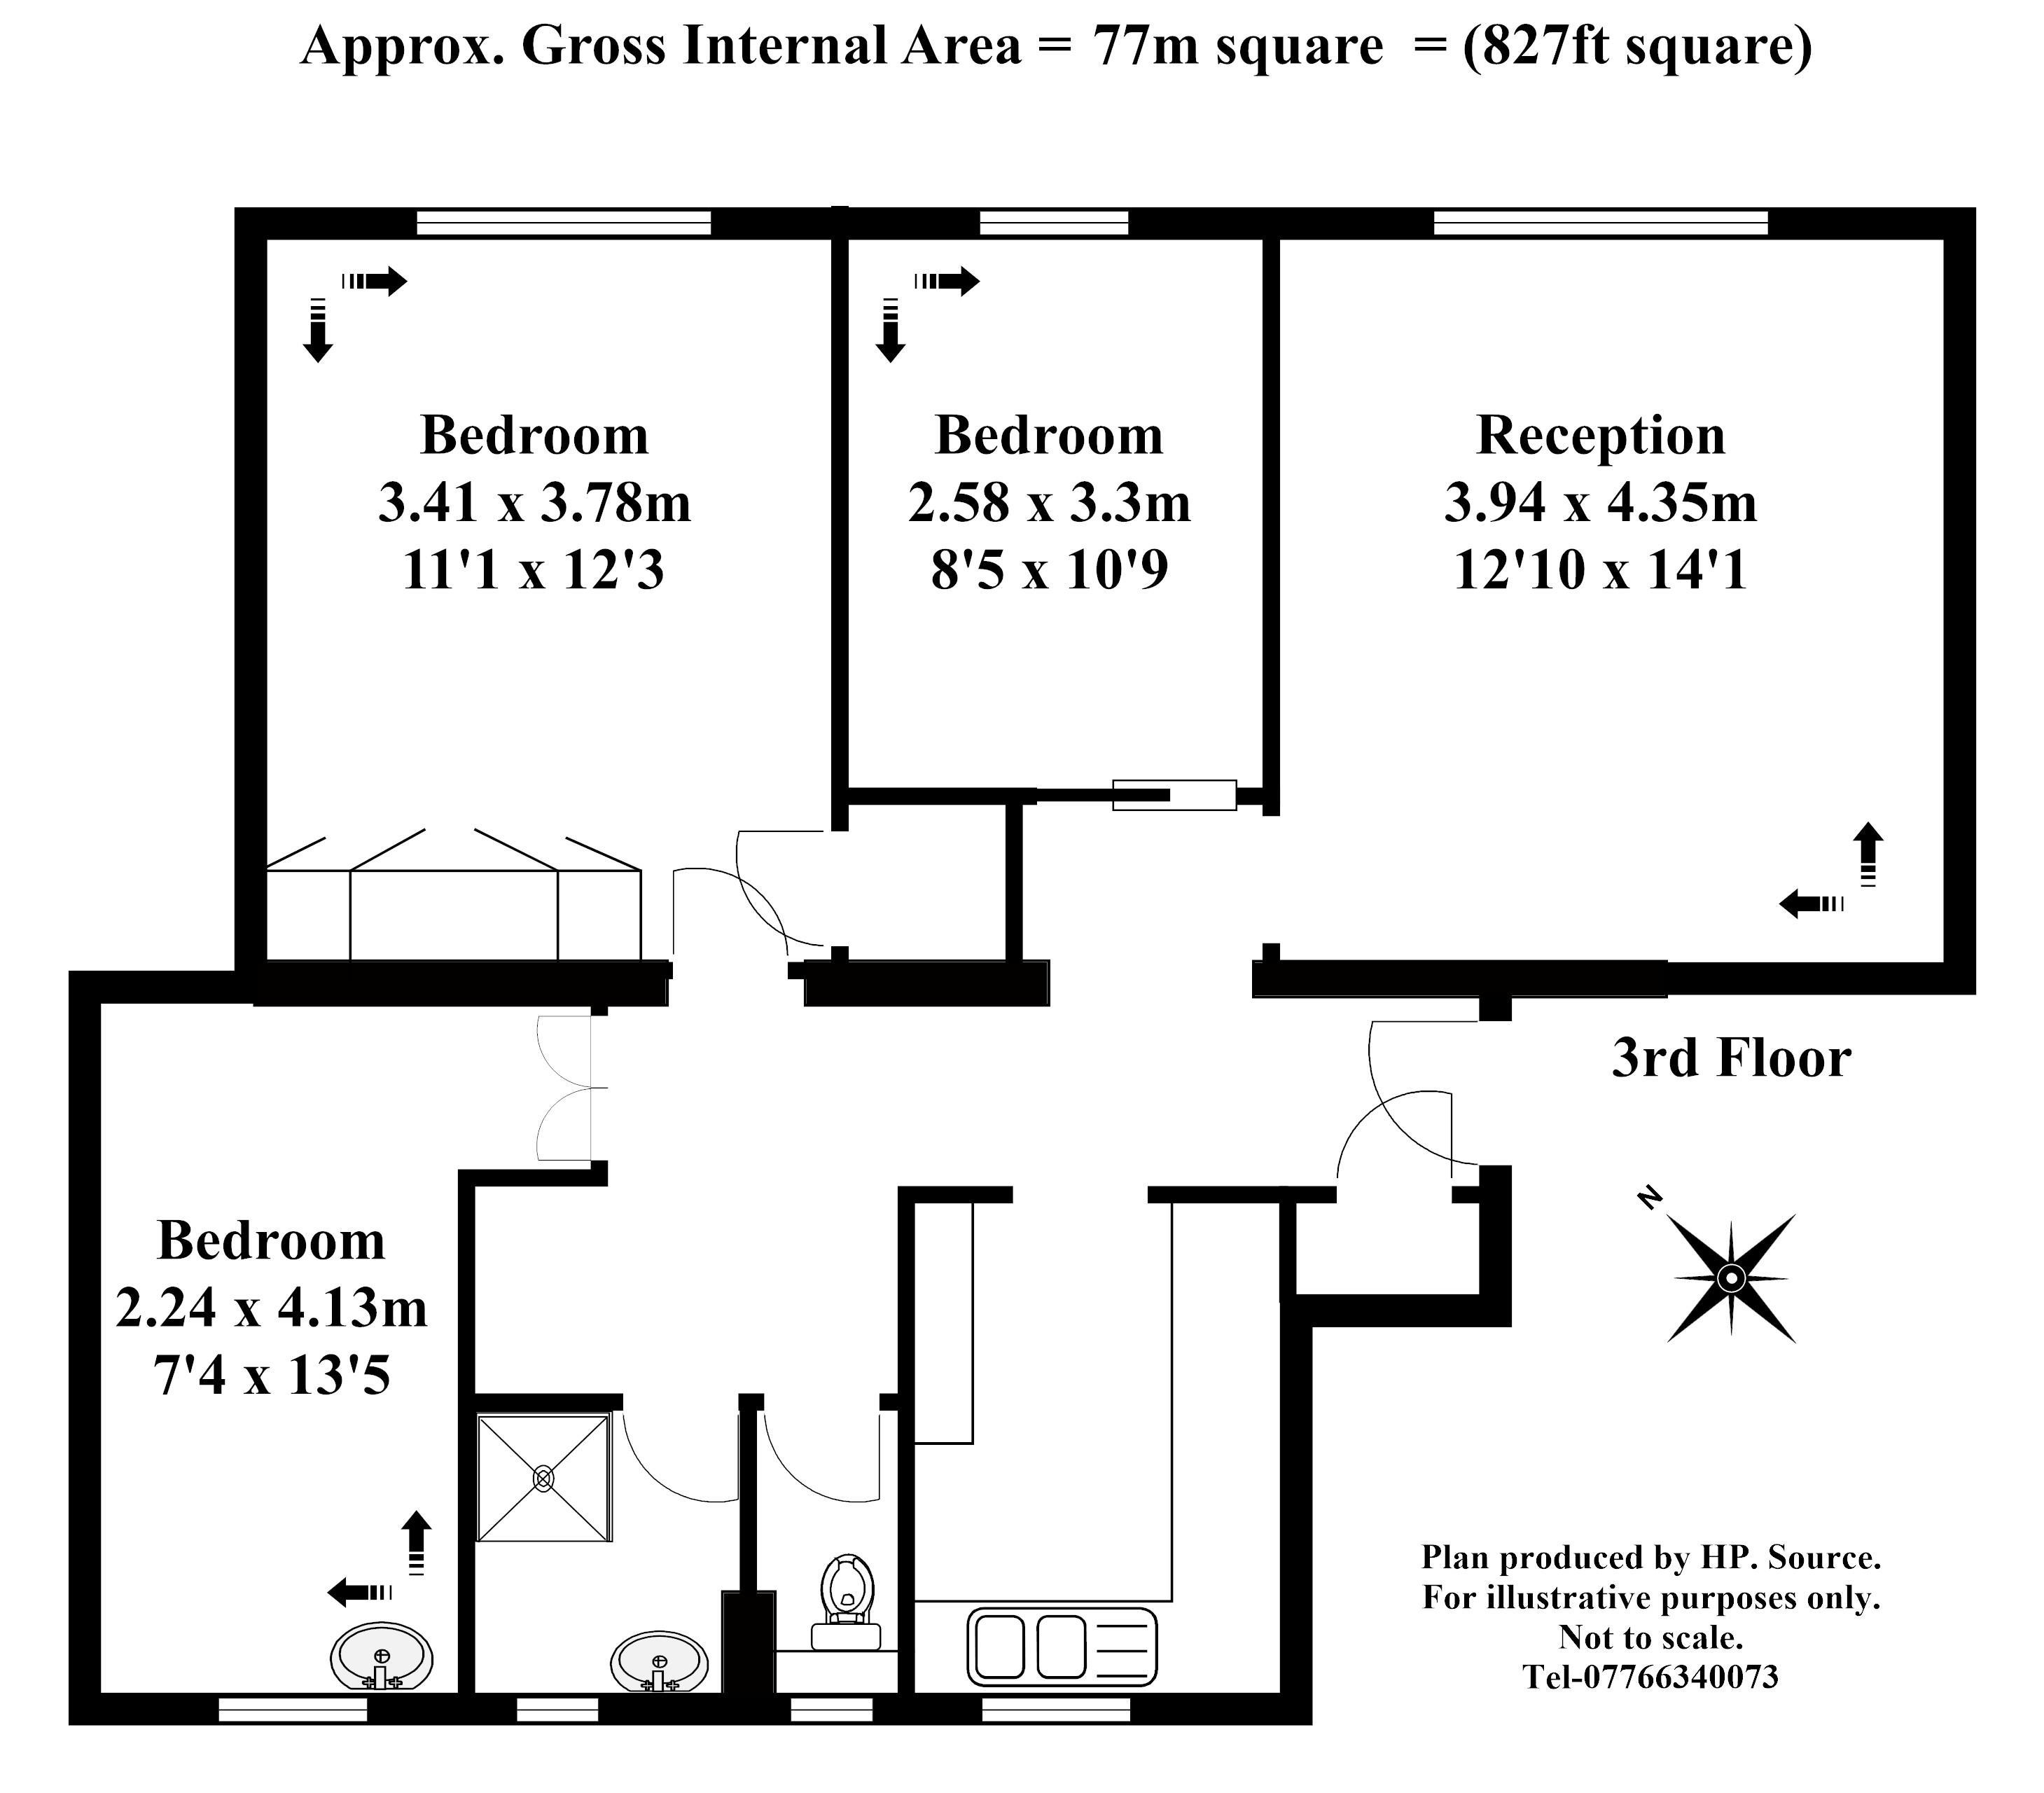 Approx. Gross Internal Area = 77m square = (827ft square)
Bedroom
3.41 x 3.78m
11'1 x 12'3
Bedroom
2.58 x 3.3m
8'5 x 10'9
Reception
3.94 x 4.35m
12'10 x 14'1
3rd Floor
Bedroom
2.24 x 4.13m
7'4 x 13'5
N
Plan produced by HP. Source.
For illustrative purposes only.
Not to scale.
Tel-07766340073